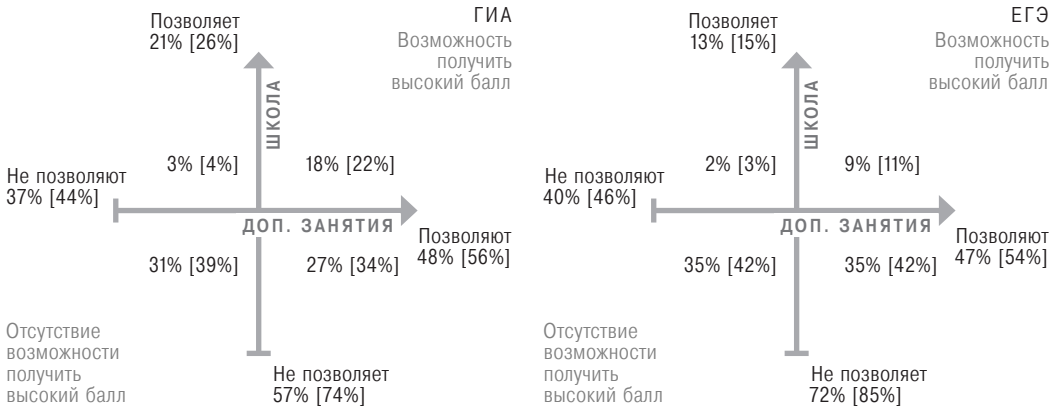 ГИА
Позволяет
21% [26%]
Возможность
получить
высокий балл
ШКОЛА
3% [4%]
18% [22%]
Не позволяют
37% [44%]
ДОП. ЗАНЯТИЯ
Позволяют
48% [56%]
31% [39%]
27% [34%]
Отсутствие
возможности
получить
высокий балл
Не позволяет
57% [74%]
ЕГЭ
Позволяет
13% [15%]
Возможность
получить
высокий балл
ШКОЛА
2% [3%]
9% [11%]
Не позволяют
40% [46%]
ДОП. ЗАНЯТИЯ
Позволяют
47% [54%]
35% [42%]
35% [42%]
Отсутствие
возможности
получить
высокий балл
Не позволяет
72% [85%]